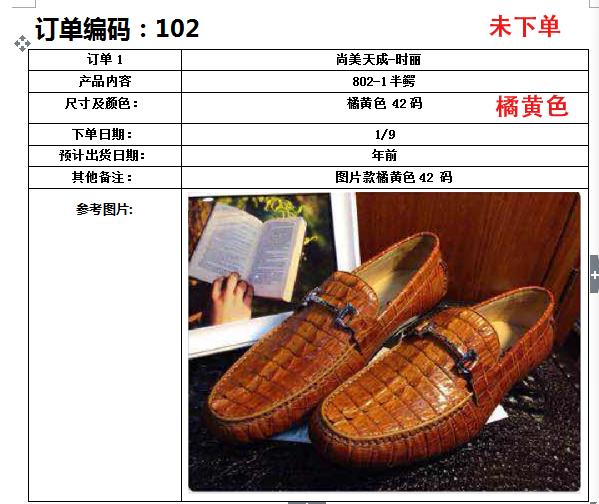 订单编码：102
未下单
订单 1
尚美天成-时丽
产品内容
802-1半鳄
尺寸及颜色：
橘黄色 42 码
橘黄色
下单日期：
1/9
预计出货日期：
年前
其他备注：
图片款橘黄色 42 码
参考图片: